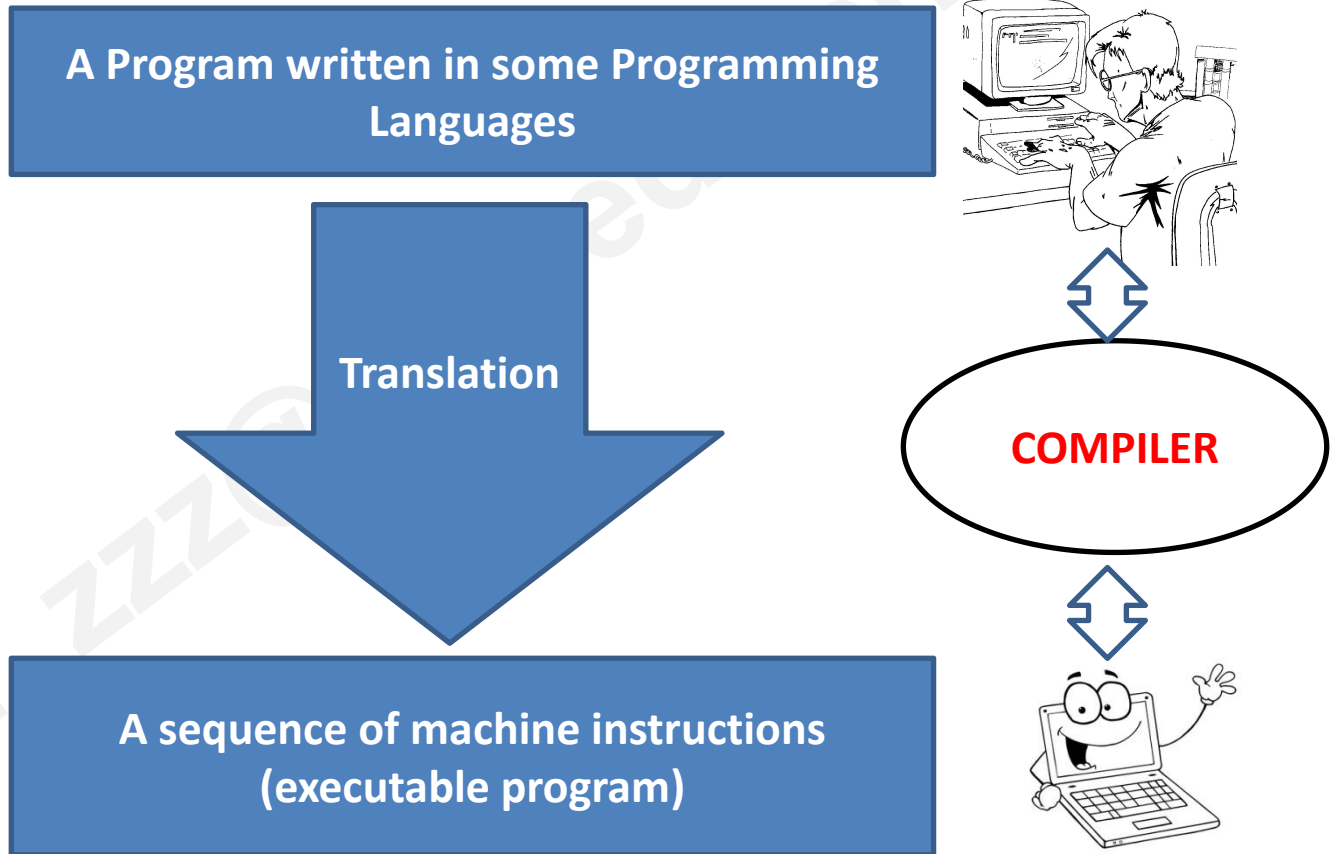 A Program written in some Programming
Languages
Translation
COMPILER
A sequence of machine instructions
(executable program)